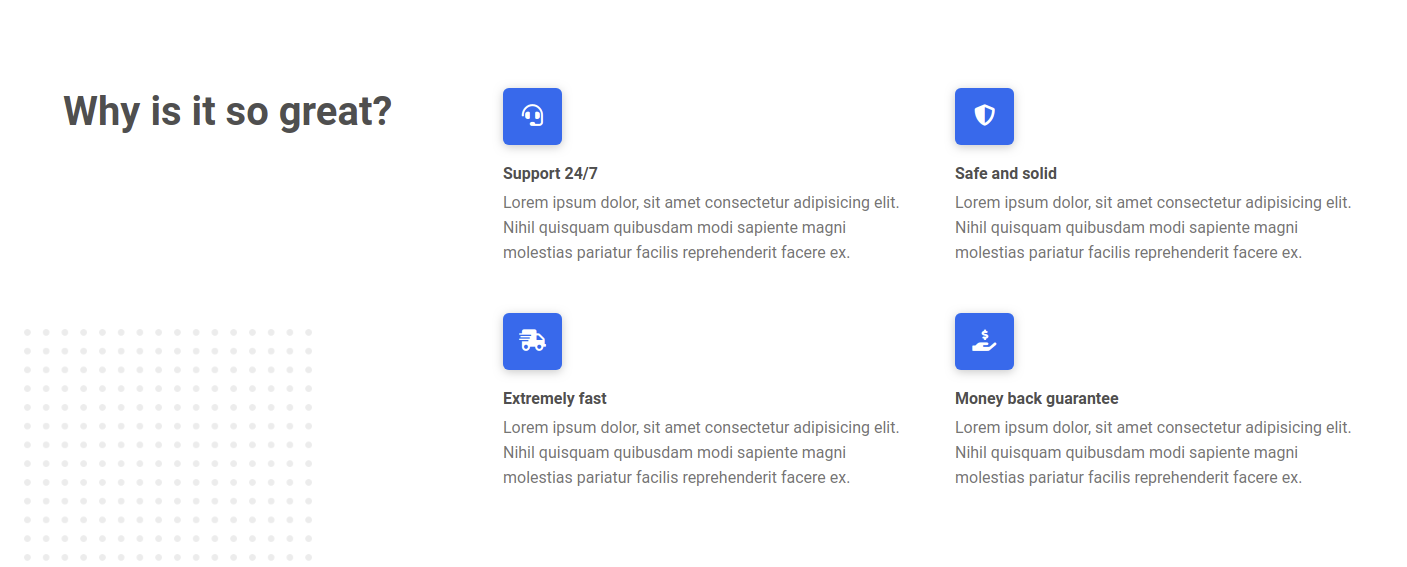 Why is it so great?
Support 24/7
Lorem ipsum dolor, sit amet consectetur adipisicing elit.
Nihil quisquam quibusdam modi sapiente magni
molestias pariatur facilis reprehenderit facere ex.
Safe and solid
Lorem ipsum dolor, sit amet consectetur adipisicing elit.
Nihil quisquam quibusdam modi sapiente magni
molestias pariatur facilis reprehenderit facere ex.
Extremely fast
Lorem ipsum dolor, sit amet consectetur adipisicing elit.
Nihil quisquam quibusdam modi sapiente magni
molestias pariatur facilis reprehenderit facere ex.
Money back guarantee
Lorem ipsum dolor, sit amet consectetur adipisicing elit.
Nihil quisquam quibusdam modi sapiente magni
molestias pariatur facilis reprehenderit facere ex.